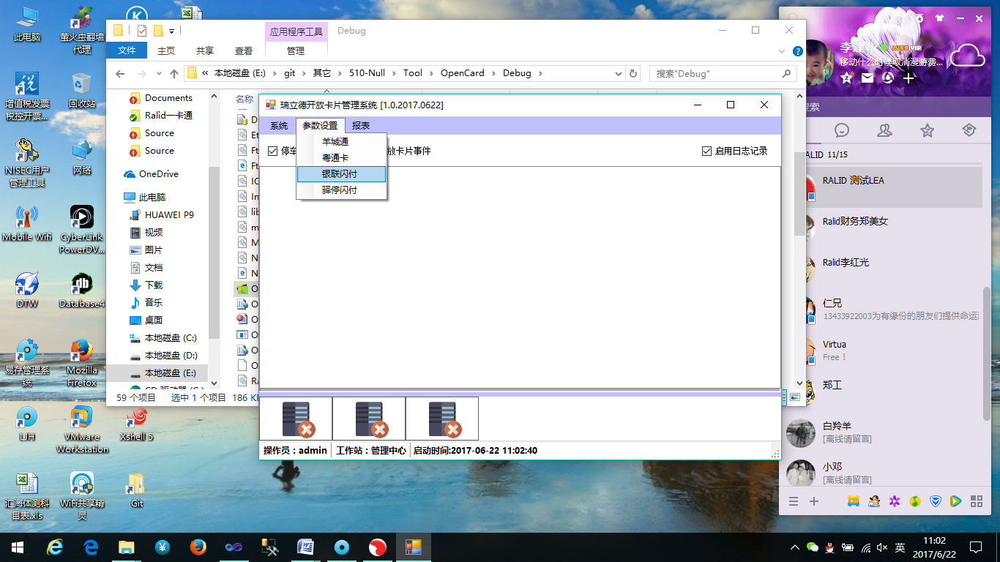 此电脑
萤火虫翻墙
代理
增值税发票
税控开票...
回收站
NISEC用户
管理工具
网络
Mobile Wifi
CyberLink
PowerDV...
DTW
Database4
易存管理系
统
Mozilla
Firefox
LJH
VMware
Workstation
Xshell 5
汇海体测科
目表.xls
WiFi共享精
灵
Git
应用程序工具
Debug
文件
主页
共享
查看
管理
« 本地磁盘 (E:) › git › 其它 › 510-Null › Tool › OpenCard › Debug ›
搜索"Debug"
Documents
Ralid一卡通
Source
Source
OneDrive
此电脑
HUAWEI P9
视频
图片
文档
下载
音乐
桌面
本地磁盘 (C:)
本地磁盘 (D:)
本地磁盘 (E:)
名称
59 个项目
选中 1 个项目 186 KB
瑞立德开放卡片管理系统 [1.0.2017.0622]
系统
参数设置
报表
羊城通
粤通卡
银联闪付
驿停闪付
停车
放卡片事件
启用日志记录
操作员：admin
工作站：管理中心
启动时间:2017-06-22 11:02:40
LV59 VIP
移动什么时候取消漫游费...
搜索
ALID 11/15
RALID 测试LEA
Ralid财务郑美女
Ralid李红光
仁兄
13433922003为有缘份的朋友们提供命运
Virtua
Free！
郑工
白羚羊
[离线请留言]
小邓
[离线请留言]
英
11:02
2017/6/22